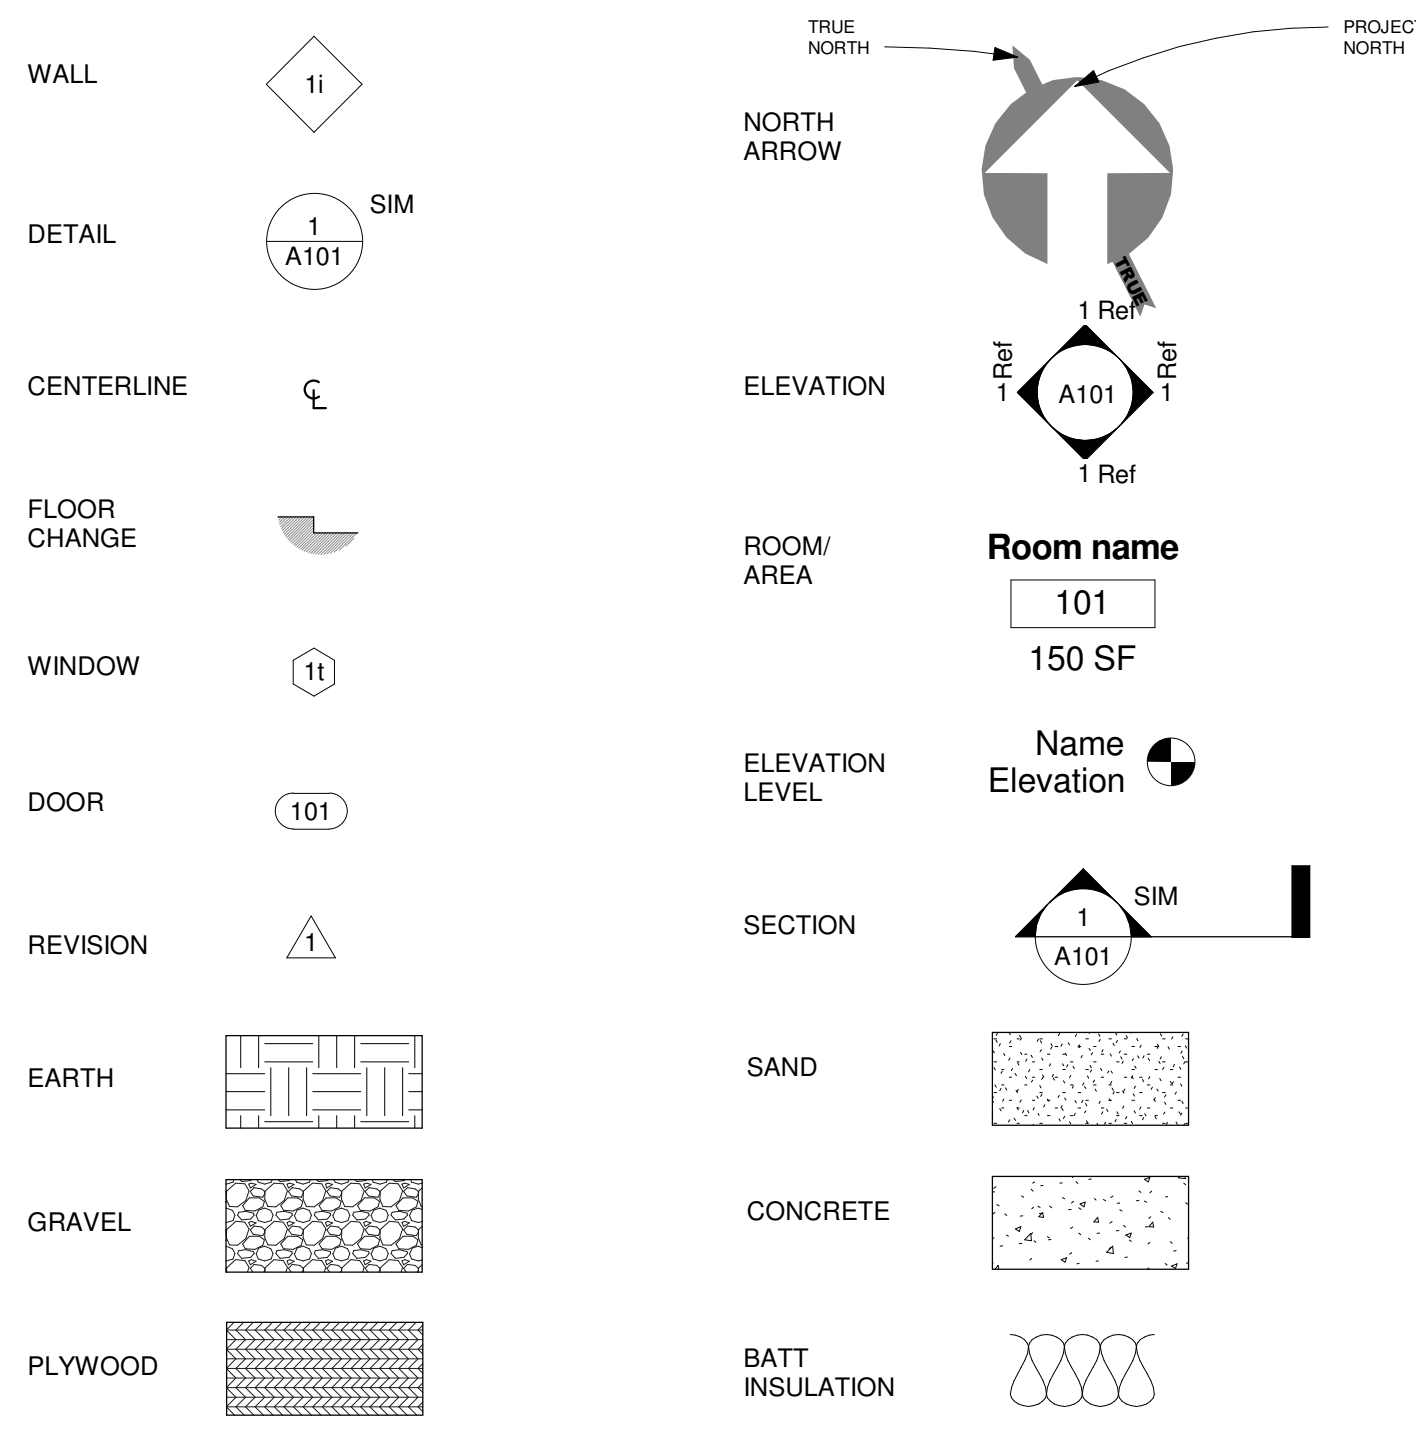 WALL
1i
DETAIL
1
A101
SIM
CENTERLINE
℄
FLOOR
CHANGE
WINDOW
1t
DOOR
101
REVISION
1
EARTH
GRAVEL
PLYWOOD
TRUE
NORTH
PROJECT
NORTH
NORTH
ARROW
TRUE
ELEVATION
1 Ref
1 Ref
A101
1 Ref
1 Ref
ROOM/
AREA
Room name
101
150 SF
ELEVATION
LEVEL
Name
Elevation
SECTION
1
A101
SIM
SAND
CONCRETE
BATT
INSULATION